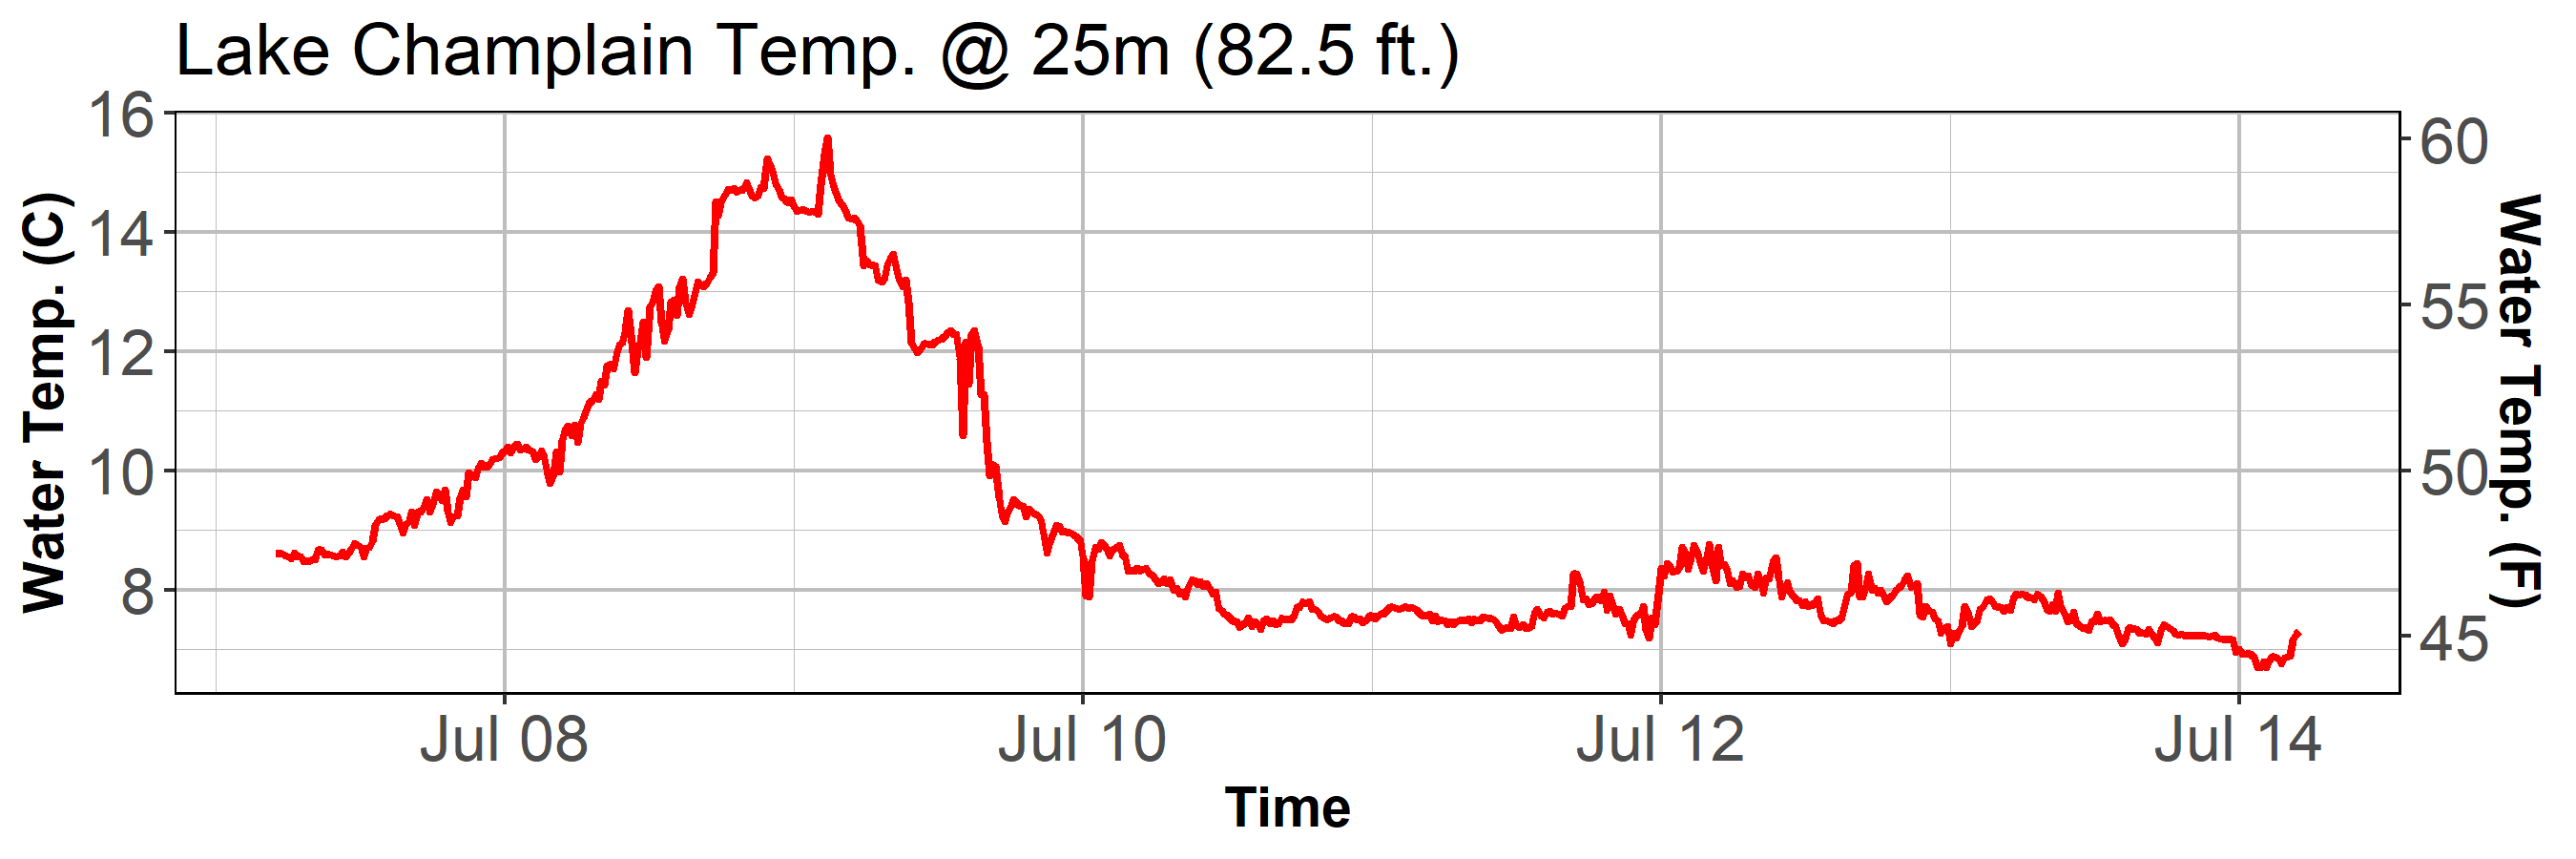 Lake Champlain Temp. @ 25m (82.5 ft.)
Water Temp. (C)
16
14
12
10
8
60
55
50
45
Water Temp. (F)
Jul 08
Jul 10
Jul 12
Jul 14
Time